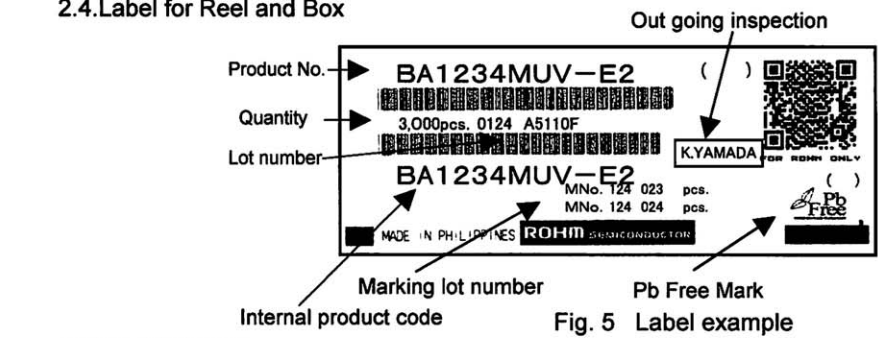 2.4.Label for Reel and Box
Out going inspection
Product No.
BA1234MUV-E2 ( )
Quantity
3,000pcs. 0124 A5110F
Lot number
K.YAMADA
FOR ROHM ONLY
BA1234MUV-E2
MNo. 124 023 pcs.
( )
MNo. 124 024 pcs.
Pb Free
MADE IN PHILIPPINES ROHM SEMICONDUCTOR
Marking lot number
Pb Free Mark
Internal product code
Fig. 5 Label example